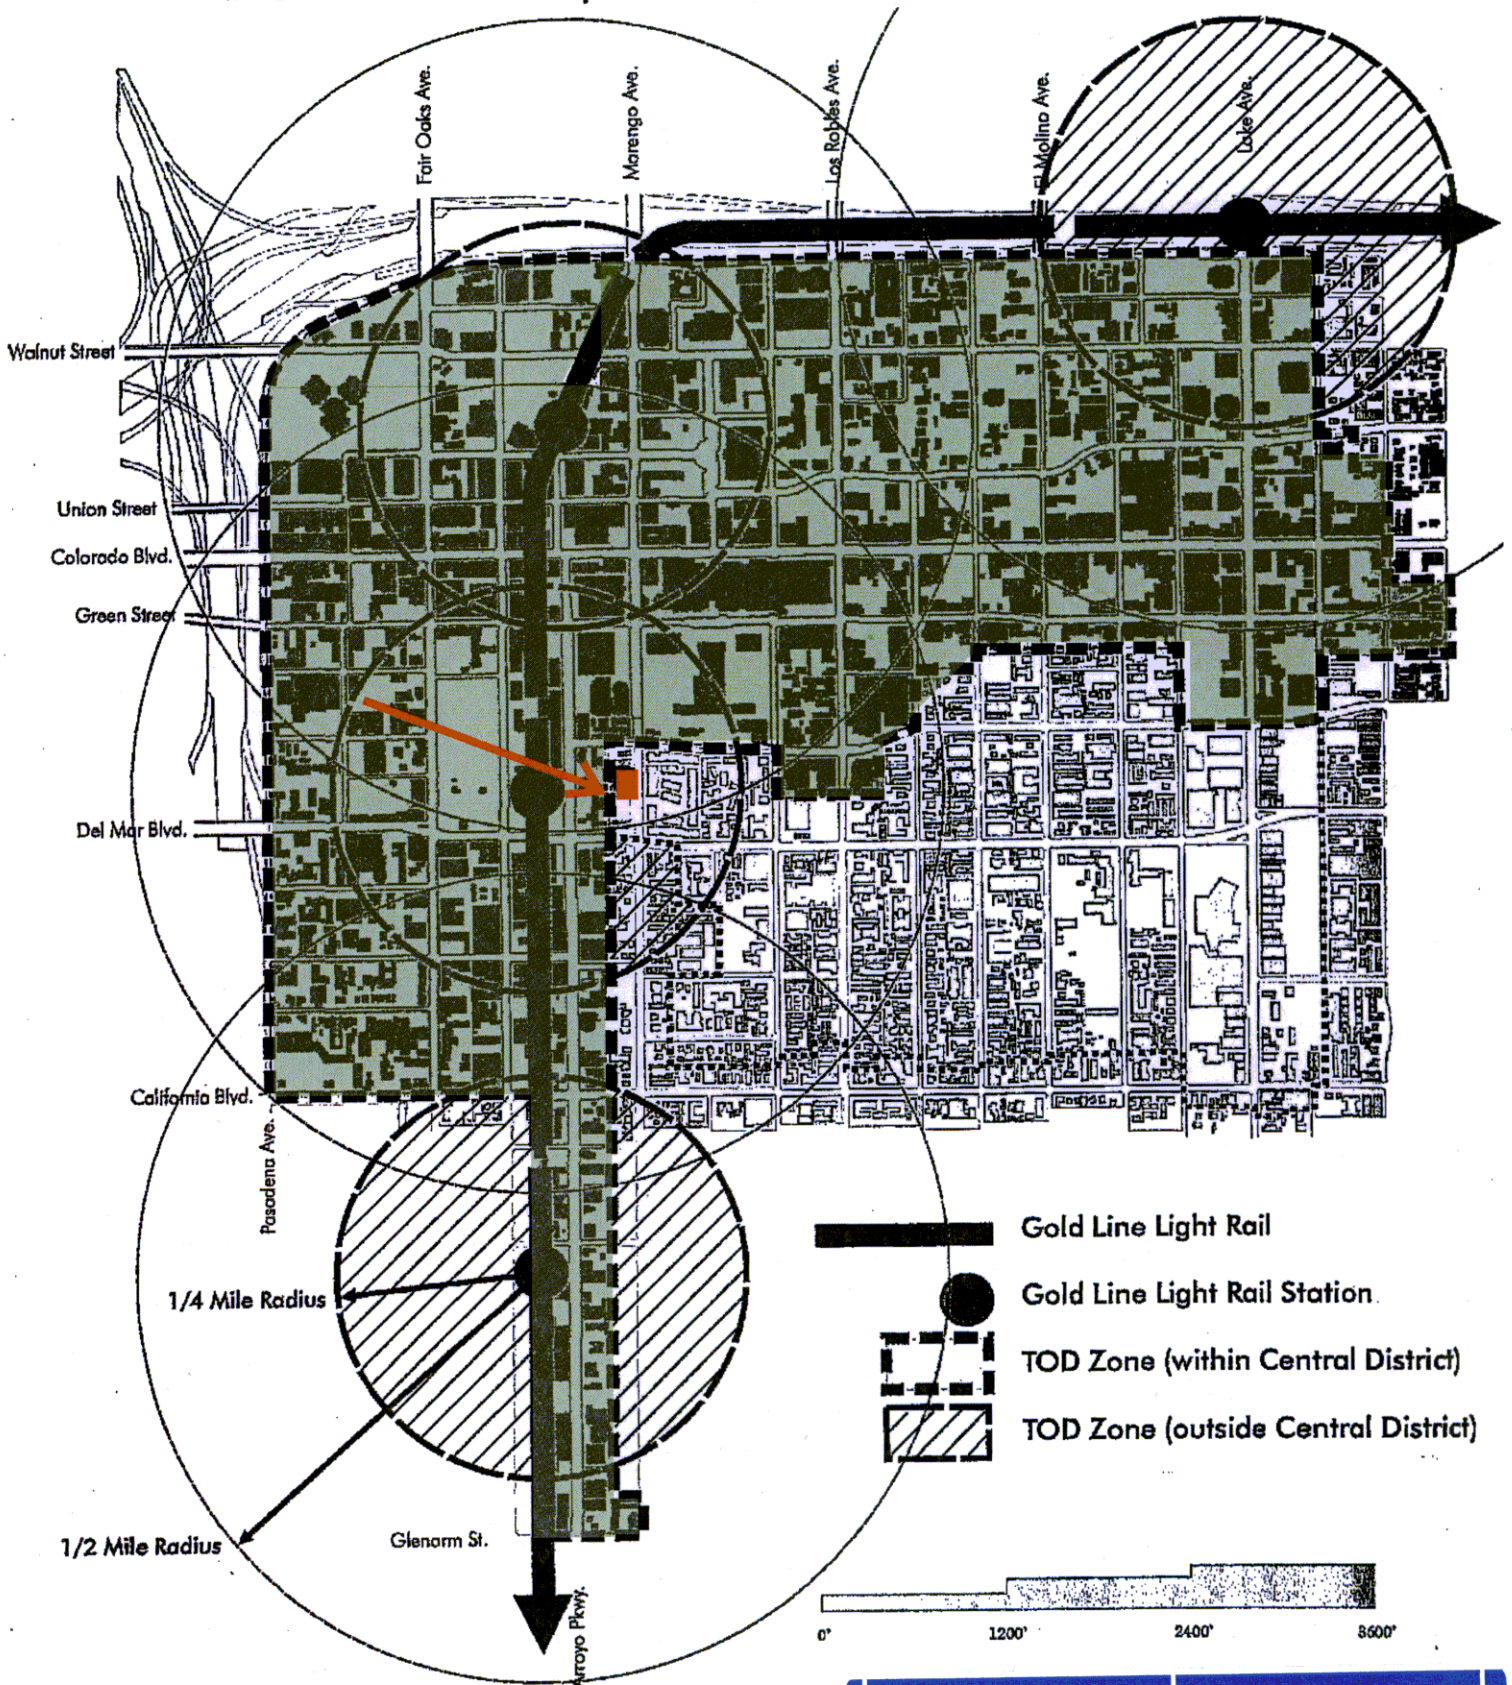 Fair Oaks Ave.
Marengo Ave.
Los Robles Ave.
El Molino Ave.
Lake Ave.
Walnut Street
Union Street
Colorado Blvd.
Green Street
Del Mar Blvd.
California Blvd.
Pasadena Ave.
Gold Line Light Rail
1/4 Mile Radius
Gold Line Light Rail Station
TOD Zone (within Central District)
TOD Zone (outside Central District)
1/2 Mile Radius
Glenarm St.
Arroyo Pkwy.
0' 1200' 2400' 3600'